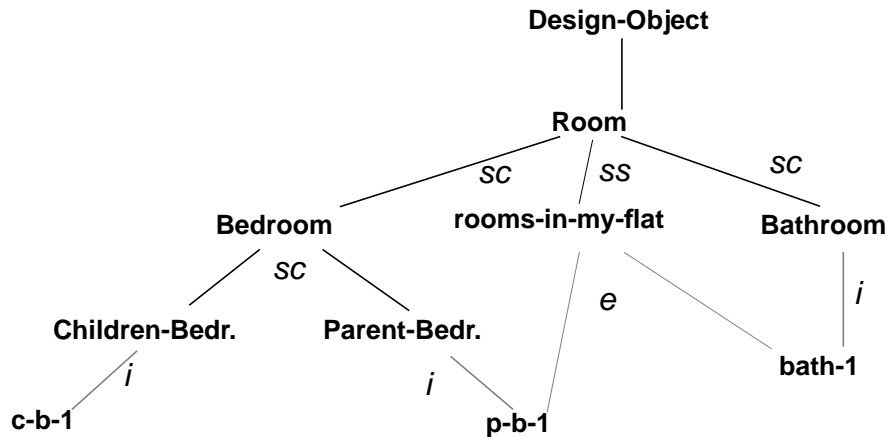 Design-Object
Room
sc
ss
sc
Bedroom
rooms-in-my-flat
Bathroom
sc
e
i
Children-Bedr.
Parent-Bedr.
i
i
bath-1
c-b-1
p-b-1